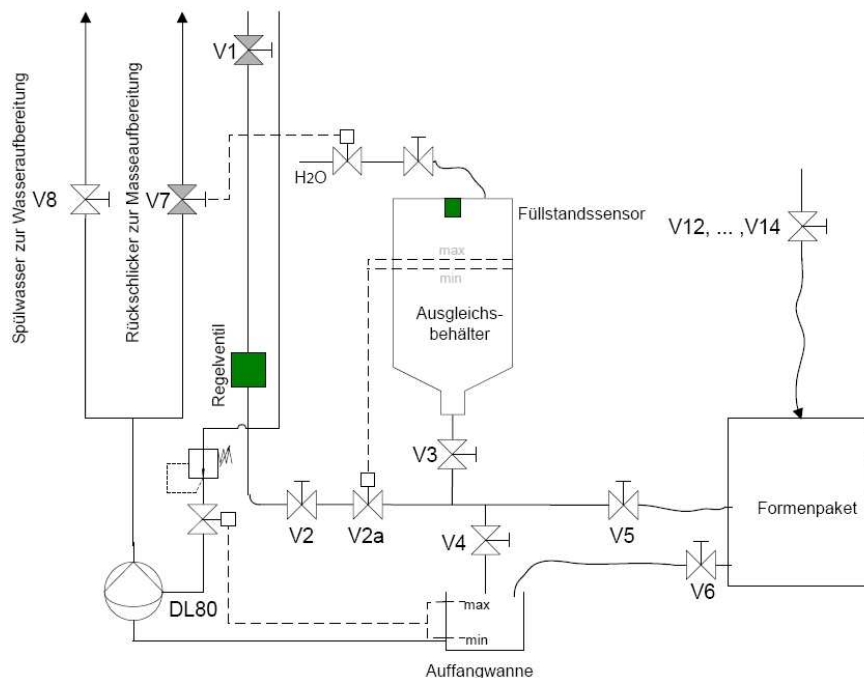 Spülwasser zur Wasseraufbereitung
Rückschlicker zur Masseaufbereitung
V1
V8
V7
H2O
Füllstandssensor
V12, ... ,V14
max
min
Ausgleichs-
behälter
Regelventil
V3
Formenpaket
V2
V2a
V4
V5
V6
DL80
max
min
Auffangwanne